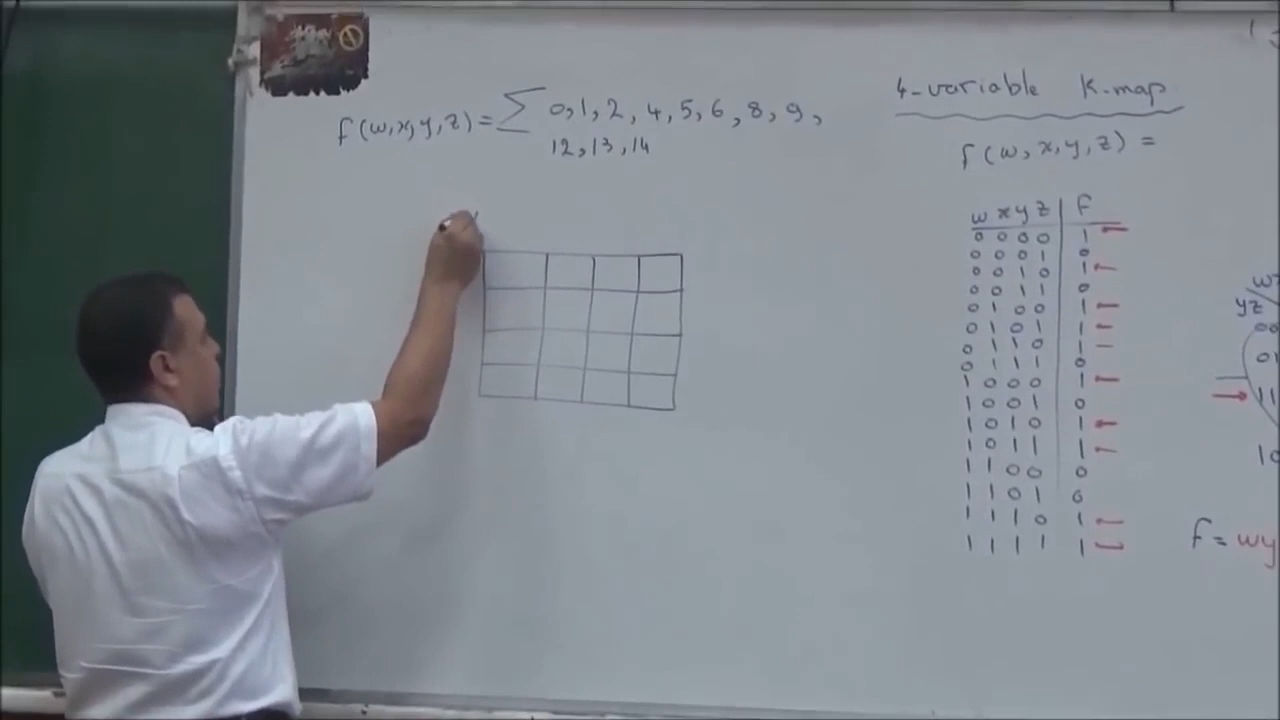 f(w,x,y,z)=∑ 0,1,2,4,5,6,8,9,
12,13,14
4-variable K-map
f(w,x,y,z) =
w x y z | F
0 0 0 0 | 1
0 0 0 1 | 0
0 0 1 0 | 1
0 0 1 1 | 0
0 1 0 0 | 1
0 1 0 1 | 1
0 1 1 0 | 1
0 1 1 1 | 0
1 0 0 0 | 1
1 0 0 1 | 0
1 0 1 0 | 1
1 0 1 1 | 1
1 1 0 0 | 0
1 1 0 1 | 0
1 1 1 0 | 1
1 1 1 1 | 1
yz
00
01
11
10
f = wy